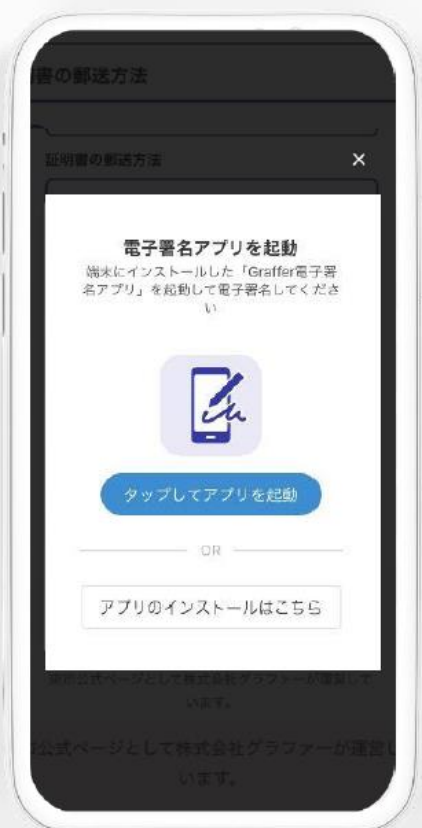 書の郵送方法
証明書の郵送方法
×
電子署名アプリを起動
端末にインストールした「Graffer電子署
名アプリ」を起動して電子署名してくださ
い
タップしてアプリを起動
OR
アプリのインストールはこちら
公式ページとして株式会社グラファーが運営して
います。
公式ページとして株式会社グラファーが運営し
います。